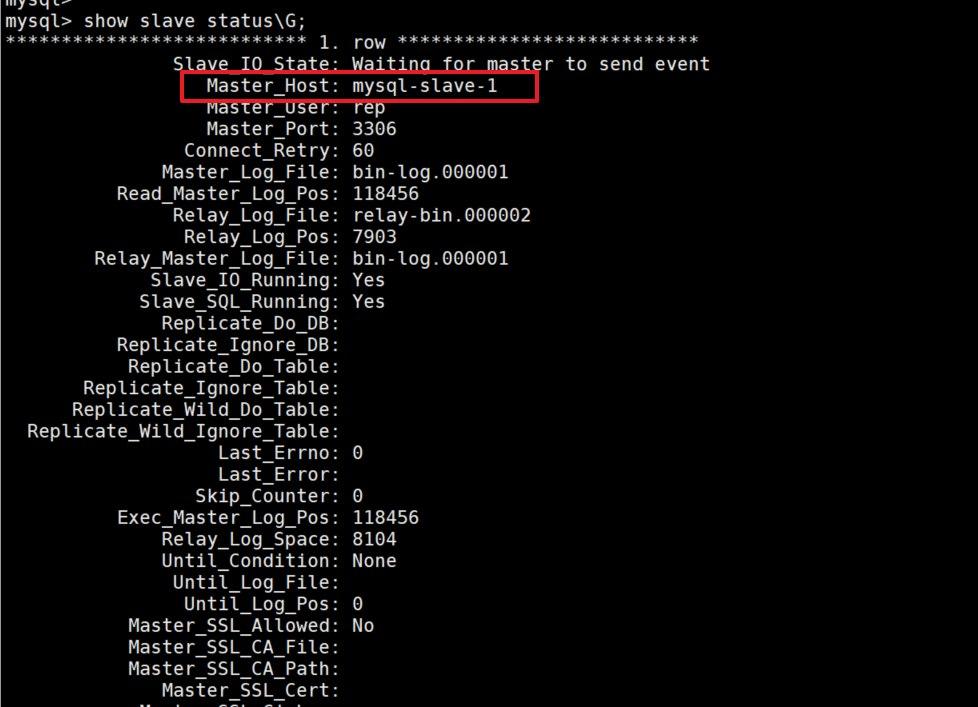 mysql>
mysql> show slave status\G;
*************************** 1. row ***************************
Slave_IO_State: Waiting for master to send event
Master_Host: mysql-slave-1
Master_User: rep
Master_Port: 3306
Connect_Retry: 60
Master_Log_File: bin-log.000001
Read_Master_Log_Pos: 118456
Relay_Log_File: relay-bin.000002
Relay_Log_Pos: 7903
Relay_Master_Log_File: bin-log.000001
Slave_IO_Running: Yes
Slave_SQL_Running: Yes
Replicate_Do_DB:
Replicate_Ignore_DB:
Replicate_Do_Table:
Replicate_Ignore_Table:
Replicate_Wild_Do_Table:
Replicate_Wild_Ignore_Table:
Last_Errno: 0
Last_Error:
Skip_Counter: 0
Exec_Master_Log_Pos: 118456
Relay_Log_Space: 8104
Until_Condition: None
Until_Log_File:
Until_Log_Pos: 0
Master_SSL_Allowed: No
Master_SSL_CA_File:
Master_SSL_CA_Path:
Master_SSL_Cert: